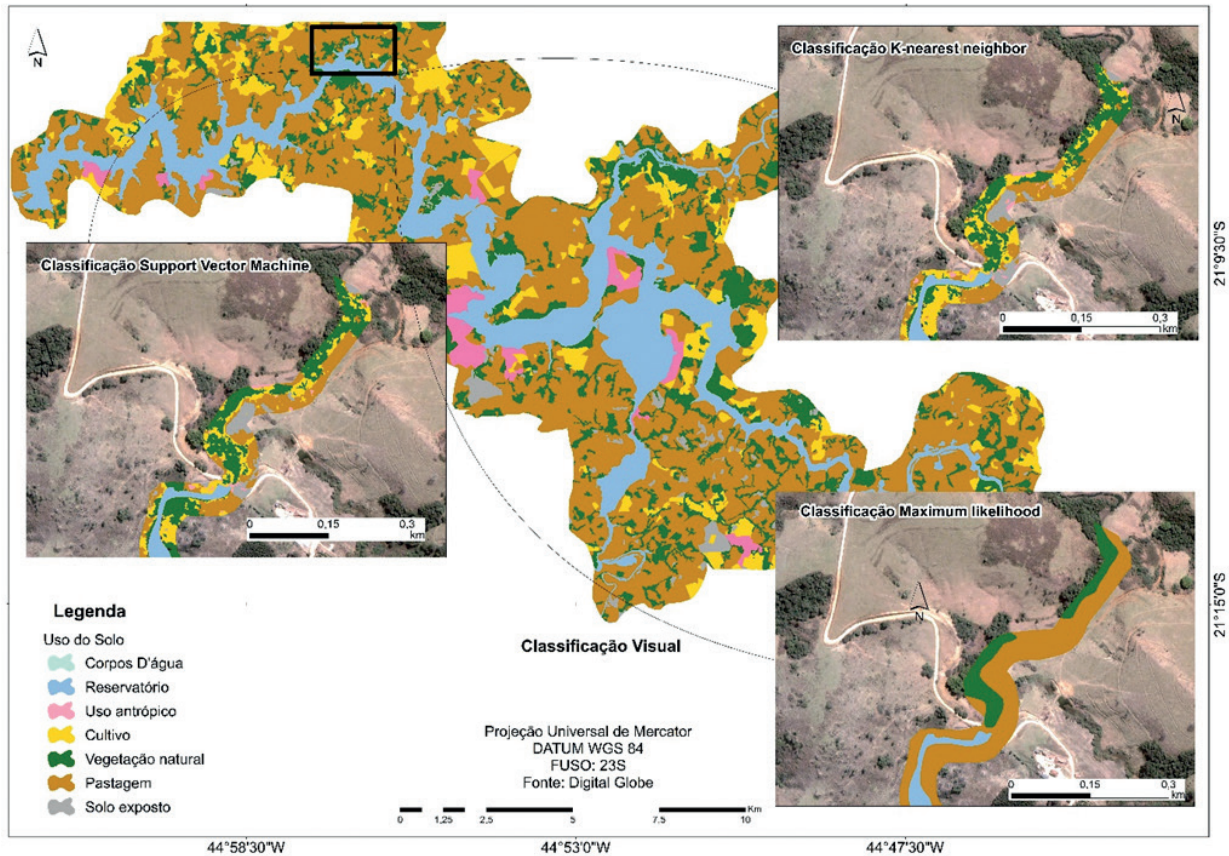 N
Classificação K-nearest neighbor
N
0 0,15 0,3
km
21°9'30"S
Classificação Support Vector Machine
0 0,15 0,3
km
Classificação Maximum likelihood
N
0 0,15 0,3
km
21°15'0"S
Legenda
Uso do Solo
Corpos D'água
Reservatório
Uso antrópico
Cultivo
Vegetação natural
Pastagem
Solo exposto
Classificação Visual
Projeção Universal de Mercator
DATUM WGS 84
FUSO: 23S
Fonte: Digital Globe
0 1,25 2,5 5 7.5 10
Km
44°58'30"W 44°53'0"W 44°47'30"W